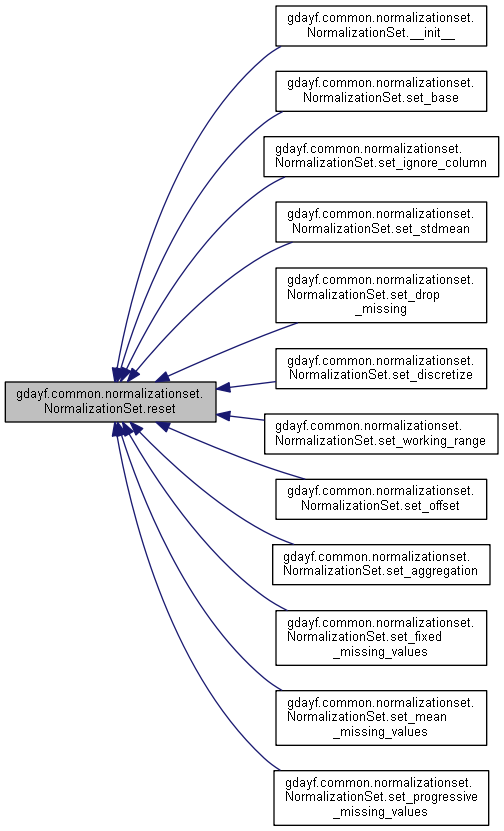 gdayf.common.normalizationset.
NormalizationSet.__init__
gdayf.common.normalizationset.
NormalizationSet.set_base
gdayf.common.normalizationset.
NormalizationSet.set_ignore_column
gdayf.common.normalizationset.
NormalizationSet.set_stdmean
gdayf.common.normalizationset.
NormalizationSet.set_drop
_missing
gdayf.common.normalizationset.
NormalizationSet.set_discretize
gdayf.common.normalizationset.
NormalizationSet.reset
gdayf.common.normalizationset.
NormalizationSet.set_working_range
gdayf.common.normalizationset.
NormalizationSet.set_offset
gdayf.common.normalizationset.
NormalizationSet.set_aggregation
gdayf.common.normalizationset.
NormalizationSet.set_fixed
_missing_values
gdayf.common.normalizationset.
NormalizationSet.set_mean
_missing_values
gdayf.common.normalizationset.
NormalizationSet.set_progressive
_missing_values